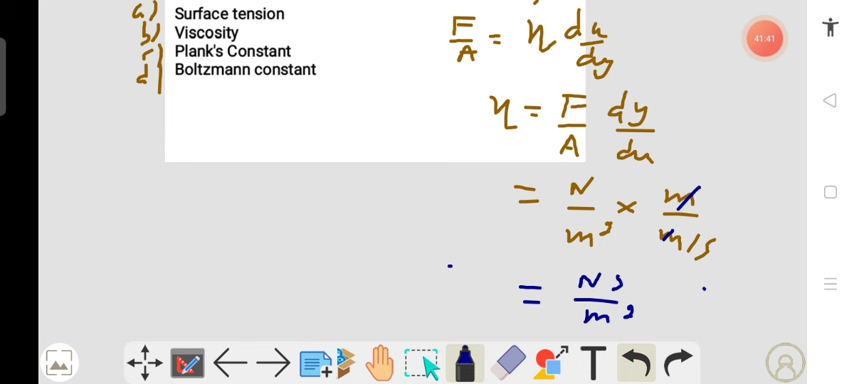 a) Surface tension
b) Viscosity
c) Plank's Constant
d) Boltzmann constant
F/A = η du/dy
η = F/A dy/du
= N/m² × m/m/s
= Ns/m²
41:41
T